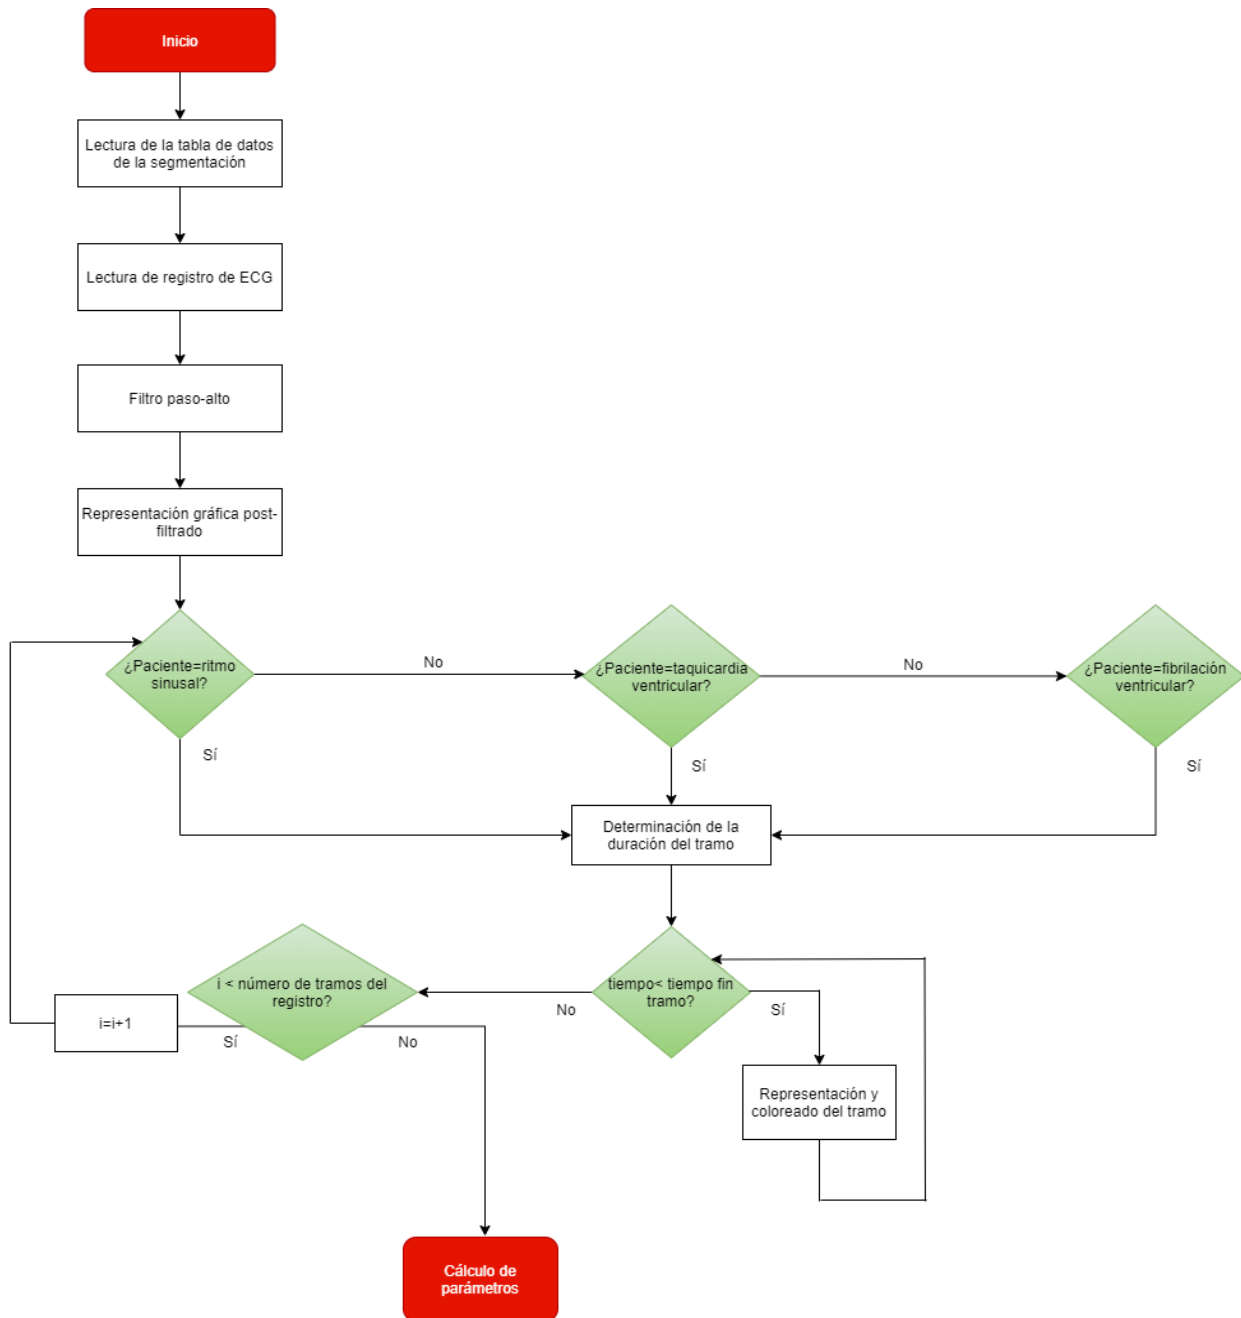 Inicio
Lectura de la tabla de datos
de la segmentación
Lectura de registro de ECG
Filtro paso-alto
Representación gráfica post-
filtrado
¿Paciente=ritmo
sinusal?
No
¿Paciente=taquicardia
ventricular?
No
¿Paciente=fibrilación
ventricular?
Sí
Sí
Sí
Determinación de la
duración del tramo
i < número de tramos del
registro?
tiempo< tiempo fin
tramo?
No
Sí
i=i+1
Sí
No
Representación y
coloreado del tramo
Cálculo de
parámetros